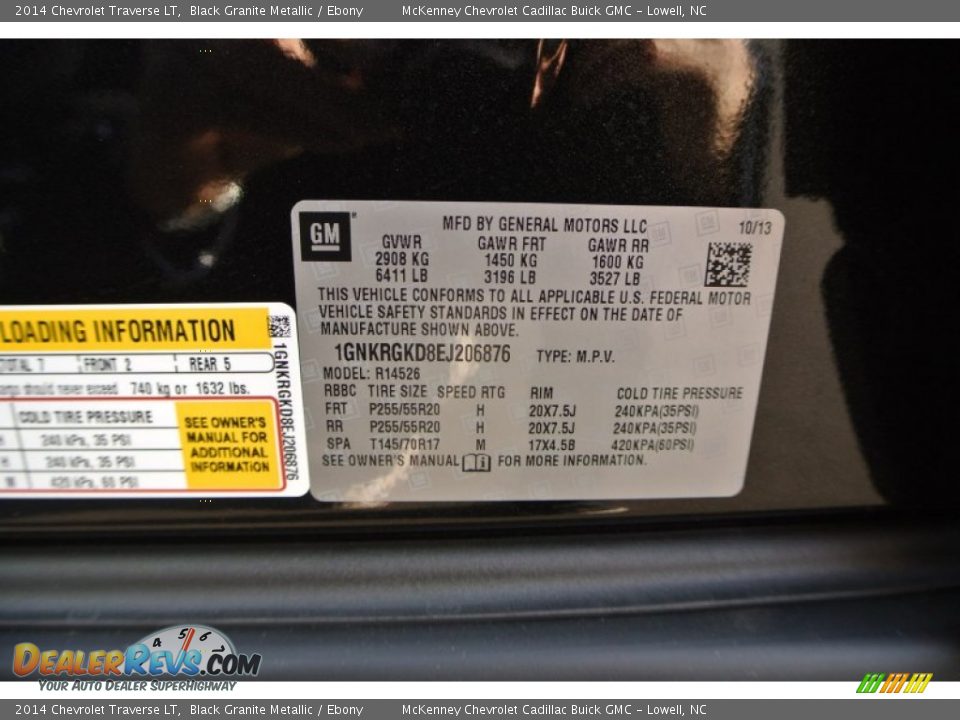 2014 Chevrolet Traverse LT, Black Granite Metallic / Ebony McKenney Chevrolet Cadillac Buick GMC - Lowell, NC
GM
MFD BY GENERAL MOTORS LLC 10/13
GVWR GAWR FRT GAWR RR
2908 KG 1450 KG 1600 KG
6411 LB 3196 LB 3527 LB
THIS VEHICLE CONFORMS TO ALL APPLICABLE U.S. FEDERAL MOTOR
VEHICLE SAFETY STANDARDS IN EFFECT ON THE DATE OF
MANUFACTURE SHOWN ABOVE.
1GNKRGKD8EJ206876 TYPE: M.P.V.
MODEL: R14526
RBBC TIRE SIZE SPEED RTG RIM COLD TIRE PRESSURE
FRT P255/55R20 H 20X7.5J 240KPA(35PSI)
RR P255/55R20 H 20X7.5J 240KPA(35PSI)
SPA T145/70R17 M 17X4.5B 420KPA(60PSI)
SEE OWNER'S MANUAL FOR MORE INFORMATION.
LOADING INFORMATION
TOTAL 7 FRONT 2 REAR 5
should never exceed 740 kg or 1632 lbs.
COLD TIRE PRESSURE
H 240 kPa, 35 PSI
H 240 kPa, 35 PSI
M 420 kPa, 60 PSI
SEE OWNER'S
MANUAL FOR
ADDITIONAL
INFORMATION
1GNKRGKD8EJ206876
4 5 6
DealerRevs.com
Your Auto Dealer SuperHighway
2014 Chevrolet Traverse LT, Black Granite Metallic / Ebony McKenney Chevrolet Cadillac Buick GMC - Lowell, NC